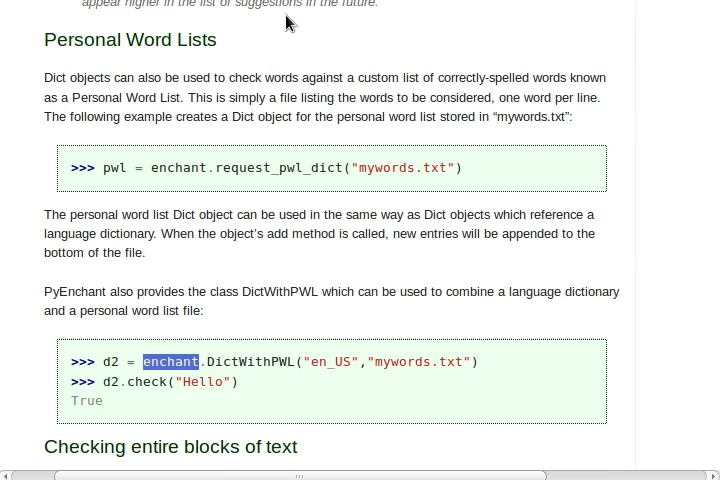 appear higher in the list of suggestions in the future.
Personal Word Lists
Dict objects can also be used to check words against a custom list of correctly-spelled words known
as a Personal Word List. This is simply a file listing the words to be considered, one word per line.
The following example creates a Dict object for the personal word list stored in “mywords.txt”:
>>> pwl = enchant.request_pwl_dict("mywords.txt")
The personal word list Dict object can be used in the same way as Dict objects which reference a
language dictionary. When the object’s add method is called, new entries will be appended to the
bottom of the file.
PyEnchant also provides the class DictWithPWL which can be used to combine a language dictionary
and a personal word list file:
>>> d2 = enchant.DictWithPWL("en_US","mywords.txt")
>>> d2.check("Hello")
True
Checking entire blocks of text